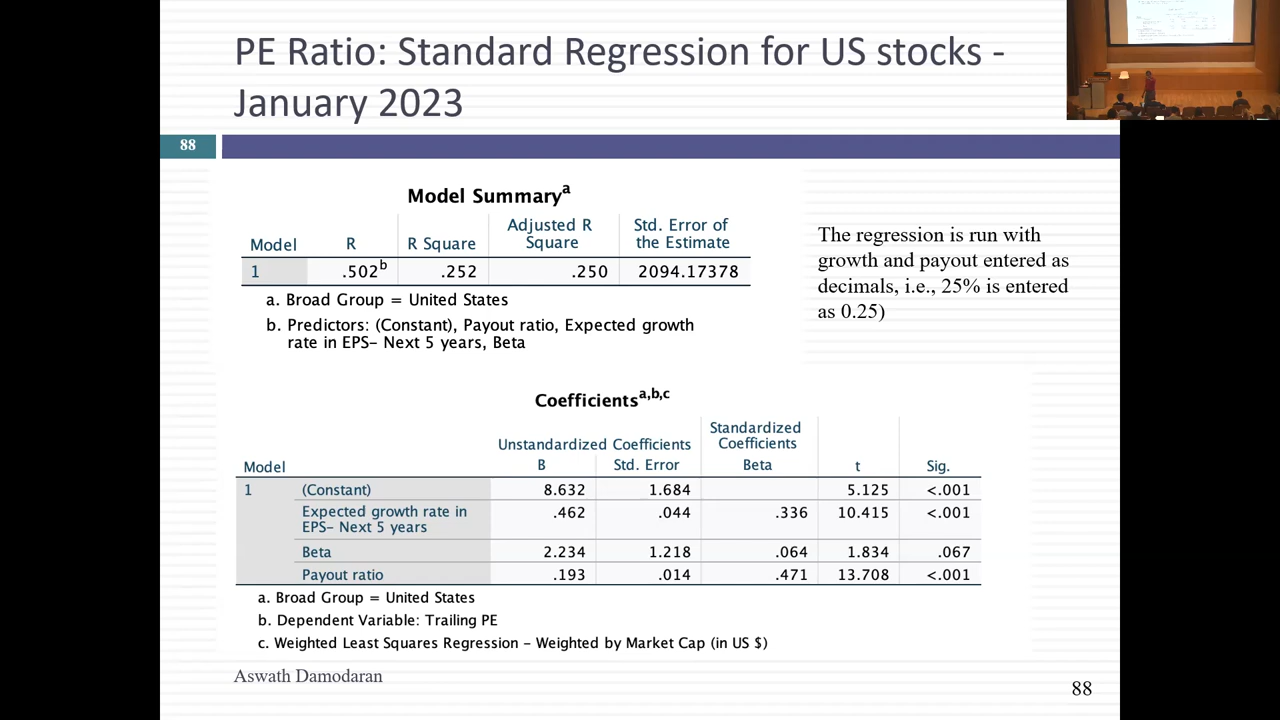 PE Ratio: Standard Regression for US stocks -
January 2023
88
Model Summaryᵃ
Model R R Square Adjusted R Square Std. Error of the Estimate
1 .502ᵇ .252 .250 2094.17378
a. Broad Group = United States
b. Predictors: (Constant), Payout ratio, Expected growth
rate in EPS– Next 5 years, Beta
The regression is run with
growth and payout entered as
decimals, i.e., 25% is entered
as 0.25)
Coefficientsᵃ,ᵇ,ᶜ
Unstandardized Coefficients Standardized Coefficients
Model B Std. Error Beta t Sig.
1 (Constant) 8.632 1.684 5.125 <.001
Expected growth rate in EPS– Next 5 years .462 .044 .336 10.415 <.001
Beta 2.234 1.218 .064 1.834 .067
Payout ratio .193 .014 .471 13.708 <.001
a. Broad Group = United States
b. Dependent Variable: Trailing PE
c. Weighted Least Squares Regression – Weighted by Market Cap (in US $)
Aswath Damodaran
88